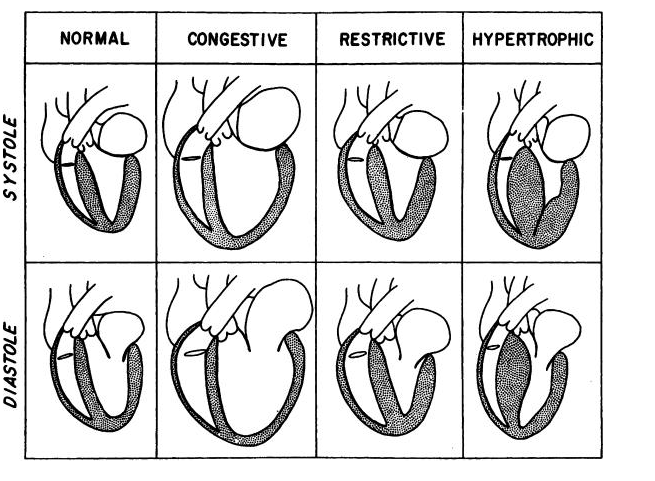 NORMAL CONGESTIVE RESTRICTIVE HYPERTROPHIC
SYSTOLE
DIASTOLE